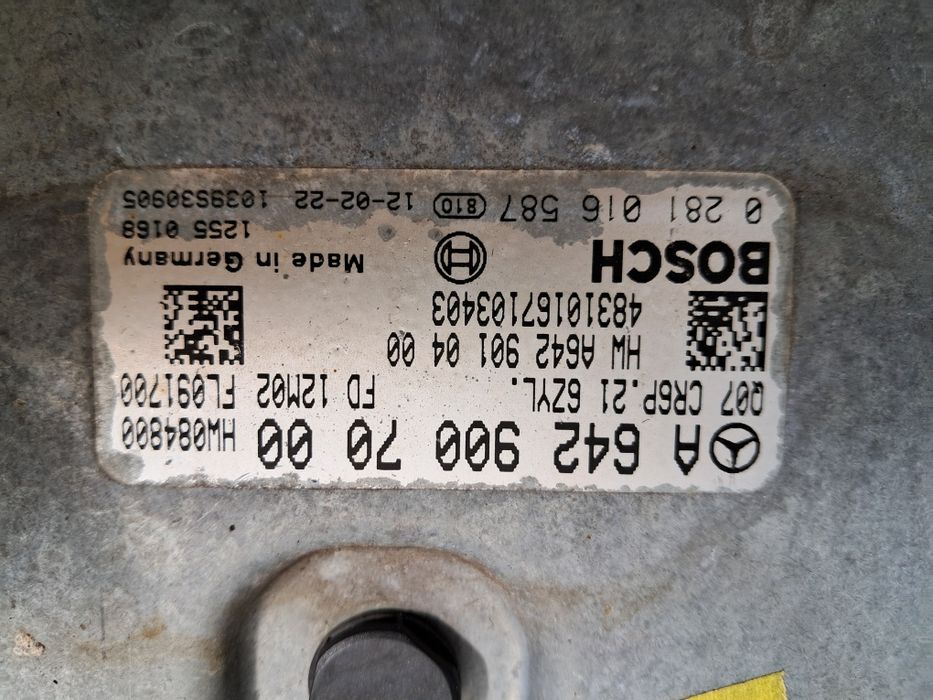 A 642 900 70 00 HW084800
Q07 CR6P.21 6ZYL. FD 12M02 FL091700
HW A642 901 04 00
48310167103403
BOSCH Made in Germany
1255 0168
0 281 016 587 810 12-02-22 1039S30905